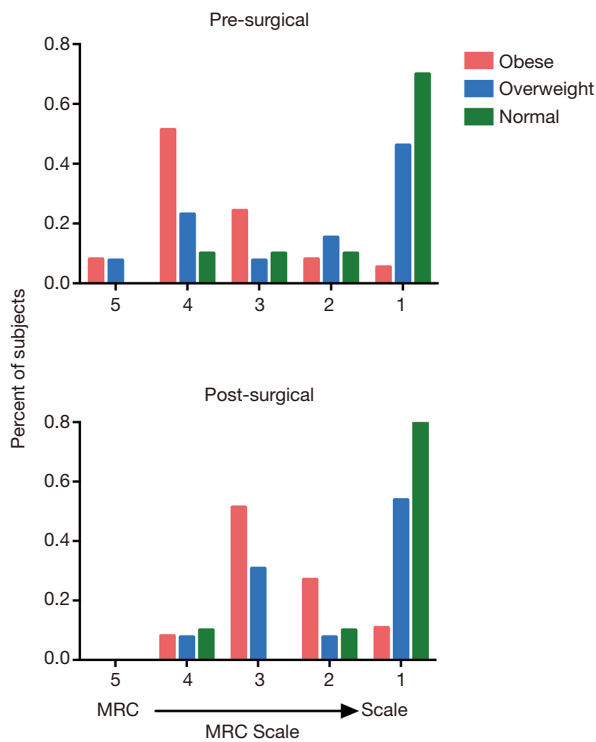 Pre-surgical
Obese
Overweight
Normal
0.8
0.6
0.4
0.2
0.0
5 4 3 2 1
Percent of subjects
Post-surgical
0.8
0.6
0.4
0.2
0.0
5 4 3 2 1
MRC Scale
MRC Scale